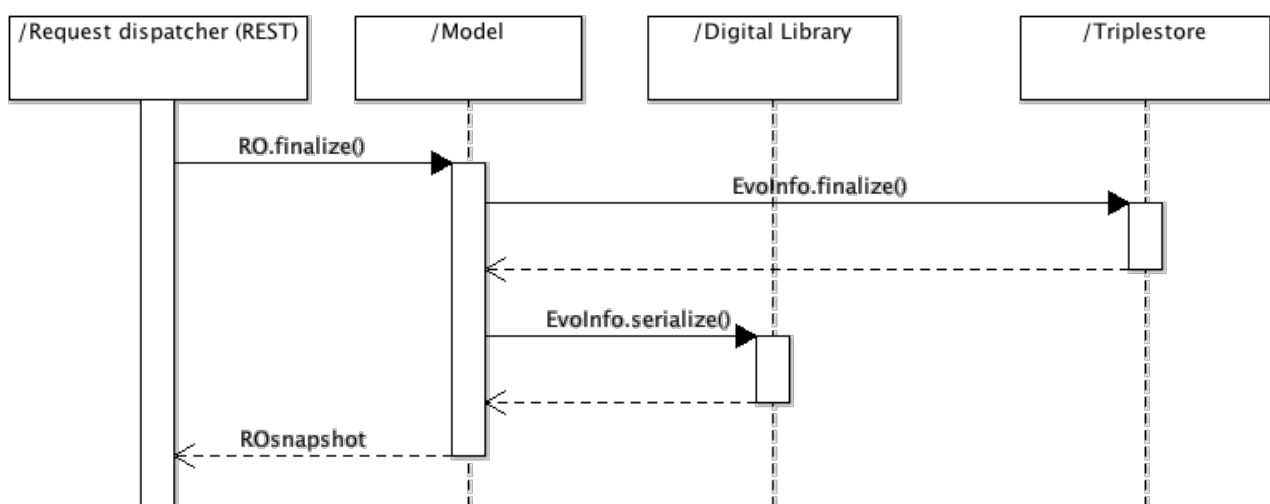 /Request dispatcher (REST)
/Model
/Digital Library
/Triplestore
RO.finalize()
EvoInfo.finalize()
EvoInfo.serialize()
ROsnapshot